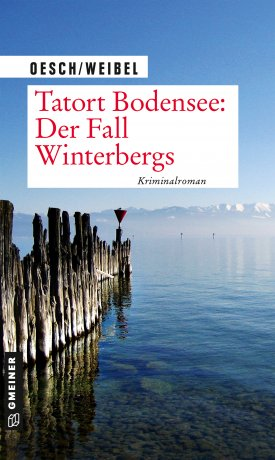 OESCH/WEIBEL
Tatort Bodensee:
Der Fall
Winterbergs
Kriminalroman
GMEINER